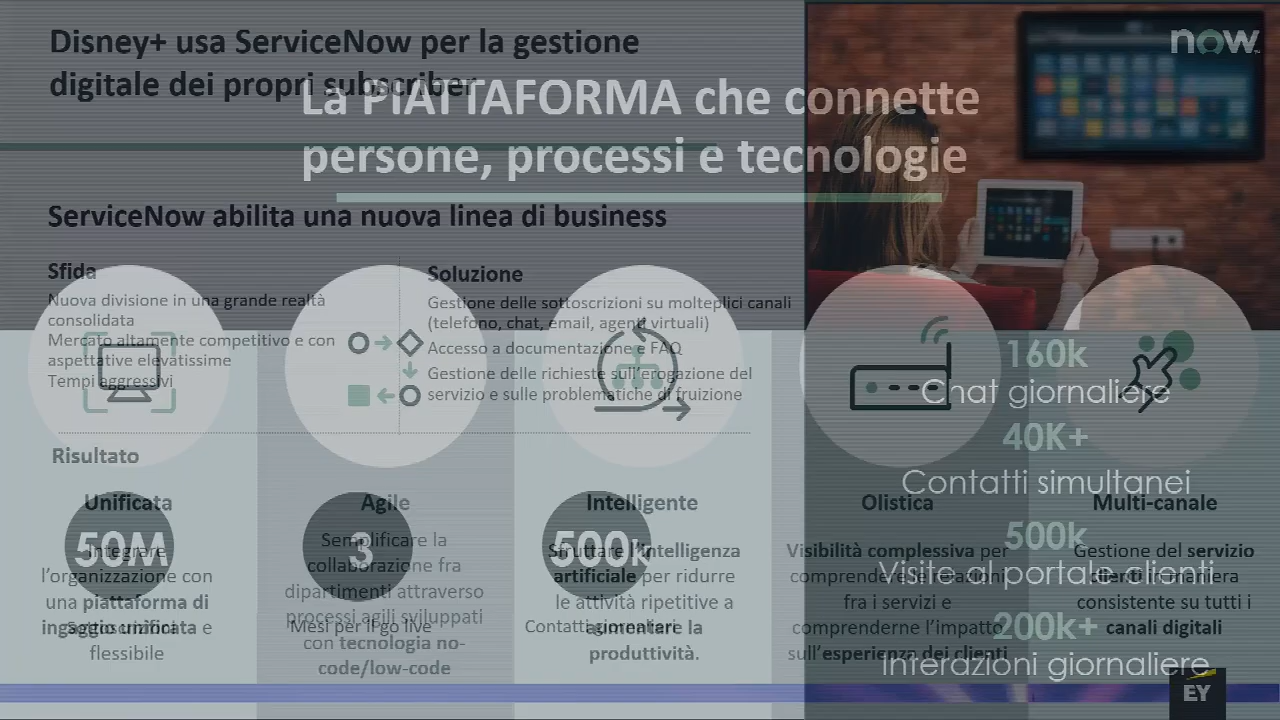 Disney+ usa ServiceNow per la gestione
digitale dei propri subscriber
now
La PIATTAFORMA che connette
persone, processi e tecnologie
ServiceNow abilita una nuova linea di business
Sfida
Nuova divisione in una grande realtà
consolidata
Mercato altamente competitivo e con
aspettative elevatissime
Tempi aggressivi
Soluzione
Gestione delle sottoscrizioni su molteplici canali
(telefono, chat, email, agenti virtuali)
Accesso a documentazione e FAQ
Gestione delle richieste sull'erogazione del
servizio e sulle problematiche di fruizione
Risultato
50M
Sottoscrizioni
3
Mesi per il go live
500k
Contatti giornalieri
160k
Chat giornaliere
40K+
Contatti simultanei
500k
Visite al portale clienti
200k+
Interazioni giornaliere
Unificata
Integrare
l'organizzazione con
una piattaforma di
ingaggio unificata e
flessibile
Agile
Semplificare la
collaborazione fra
dipartimenti attraverso
processi agili sviluppati
con tecnologia no-
code/low-code
Intelligente
Sfruttare l'intelligenza
artificiale per ridurre
le attività ripetitive a
aumentare la
produttività.
Olistica
Visibilità complessiva per
comprendere le relazioni
fra i servizi e
comprenderne l'impatto
sull'esperienza dei clienti
Multi-canale
Gestione del servizio
clienti in maniera
consistente su tutti i
canali digitali
EY